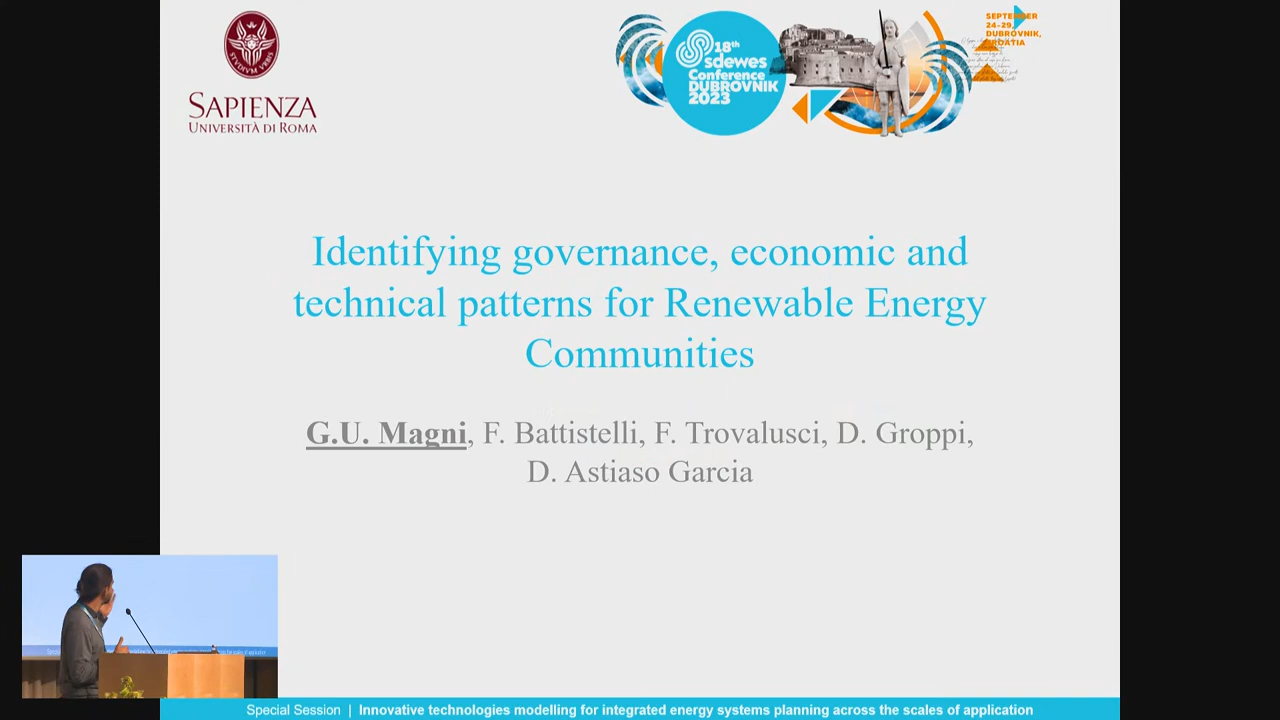 STUDIUM URBIS
SAPIENZA
UNIVERSITÀ DI ROMA
18th
sdewes
Conference
DUBROVNIK
2023
SEPTEMBER
24-29,
DUBROVNIK,
CROATIA
Identifying governance, economic and
technical patterns for Renewable Energy
Communities
G.U. Magni, F. Battistelli, F. Trovalusci, D. Groppi,
D. Astiaso Garcia
Special Session | Innovative technologies modelling for integrated energy systems planning across the scales of application